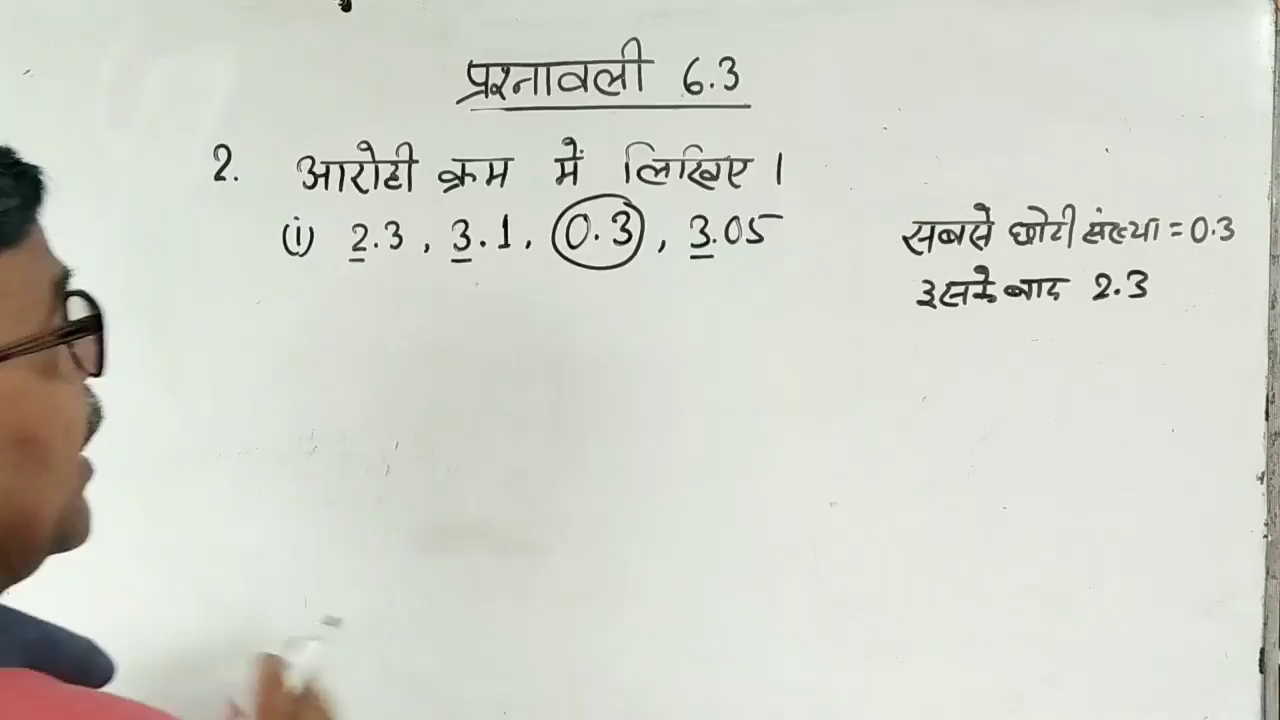 प्रश्नावली 6.3
2. आरोही क्रम में लिखिए ।
(i) 2.3, 3.1, 0.3, 3.05
सबसे छोटी संख्या = 0.3
इसके बाद 2.3